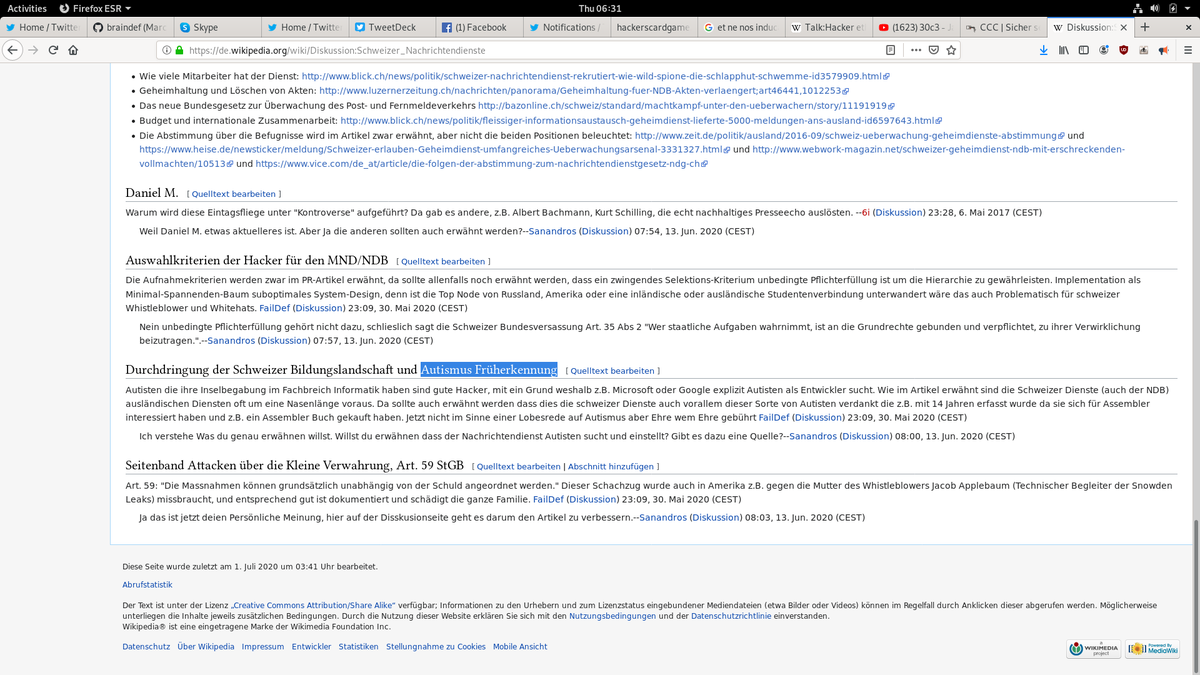 Activities Firefox ESR Thu 06:31
Home / Twitter braindef (Marc Skype Home / Twitter TweetDeck (1) Facebook Notifications / hackerscardgame et ne nos induc Talk:Hacker et (1623) 30c3 - Ja CCC | Sicher s Diskussion:S
https://de.wikipedia.org/wiki/Diskussion:Schweizer_Nachrichtendienste
Wie viele Mitarbeiter hat der Dienst: http://www.blick.ch/news/politik/schweizer-nachrichtendienst-rekrutiert-wie-wild-spione-die-schlapphut-schwemme-id3579909.html
Geheimhaltung und Löschen von Akten: http://www.luzernerzeitung.ch/nachrichten/panorama/Geheimhaltung-fuer-NDB-Akten-verlaengert;art46441,1012253
Das neue Bundesgesetz zur Überwachung des Post- und Fernmeldeverkehrs http://bazonline.ch/schweiz/standard/machtkampf-unter-den-ueberwachern/story/11191919
Budget und internationale Zusammenarbeit: http://www.blick.ch/news/politik/fleissiger-informationsaustausch-geheimdienst-lieferte-5000-meldungen-ans-ausland-id6597643.html
Die Abstimmung über die Befugnisse wird im Artikel zwar erwähnt, aber nicht die beiden Positionen beleuchtet: http://www.zeit.de/politik/ausland/2016-09/schweiz-ueberwachung-geheimdienste-abstimmung und
https://www.heise.de/newsticker/meldung/Schweizer-erlauben-Geheimdienst-umfangreiches-Ueberwachungsarsenal-3331327.html und http://www.webwork-magazin.net/schweizer-geheimdienst-ndb-mit-erschreckenden-
vollmachten/10513 und https://www.vice.com/de_at/article/die-folgen-der-abstimmung-zum-nachrichtendienstgesetz-ndg-ch
Daniel M. [ Quelltext bearbeiten ]
Warum wird diese Eintagsfliege unter "Kontroverse" aufgeführt? Da gab es andere, z.B. Albert Bachmann, Kurt Schilling, die echt nachhaltiges Presseecho auslösten. --6i (Diskussion) 23:28, 6. Mai 2017 (CEST)
Weil Daniel M. etwas aktuelleres ist. Aber Ja die anderen sollten auch erwähnt werden?--Sanandros (Diskussion) 07:54, 13. Jun. 2020 (CEST)
Auswahlkriterien der Hacker für den MND/NDB [ Quelltext bearbeiten ]
Die Aufnahmekriterien werden zwar im PR-Artikel erwähnt, da sollte allenfalls noch erwähnt werden, dass ein zwingendes Selektions-Kriterium unbedingte Pflichterfüllung ist um die Hierarchie zu gewährleisten. Implementation als
Minimal-Spannenden-Baum suboptimales System-Design, denn ist die Top Node von Russland, Amerika oder eine inländische oder ausländische Studentenverbindung unterwandert wäre das auch Problematisch für schweizer
Whistleblower und Whitehats. FailDef (Diskussion) 23:09, 30. Mai 2020 (CEST)
Nein unbedingte Pflichterfüllung gehört nicht dazu, schlieslich sagt die Schweizer Bundesversassung Art. 35 Abs 2 "Wer staatliche Aufgaben wahrnimmt, ist an die Grundrechte gebunden und verpflichtet, zu ihrer Verwirklichung
beizutragen.".--Sanandros (Diskussion) 07:57, 13. Jun. 2020 (CEST)
Durchdringung der Schweizer Bildungslandschaft und Autismus Früherkennung [ Quelltext bearbeiten ]
Autisten die ihre Inselbegabung im Fachbreich Informatik haben sind gute Hacker, mit ein Grund weshalb z.B. Microsoft oder Google explizit Autisten als Entwickler sucht. Wie im Artikel erwähnt sind die Schweizer Dienste (auch der NDB)
ausländischen Diensten oft um eine Nasenlänge voraus. Da sollte auch erwähnt werden dass dies die schweizer Dienste auch vorallem dieser Sorte von Autisten verdankt die z.B. mit 14 Jahren erfasst wurde da sie sich für Assembler
interessiert haben und z.B. ein Assembler Buch gekauft haben. Jetzt nicht im Sinne einer Lobesrede auf Autismus aber Ehre wem Ehre gebührt FailDef (Diskussion) 23:09, 30. Mai 2020 (CEST)
Ich verstehe Was du genau erwähnen willst. Willst du erwähnen dass der Nachrichtendienst Autisten sucht und einstellt? Gibt es dazu eine Quelle?--Sanandros (Diskussion) 08:00, 13. Jun. 2020 (CEST)
Seitenband Attacken über die Kleine Verwahrung, Art. 59 StGB [ Quelltext bearbeiten | Abschnitt hinzufügen ]
Art. 59: "Die Massnahmen können grundsätzlich unabhängig von der Schuld angeordnet werden." Dieser Schachzug wurde auch in Amerika z.B. gegen die Mutter des Whistleblowers Jacob Applebaum (Technischer Begleiter der Snowden
Leaks) missbraucht, und entsprechend gut ist dokumentiert und schädigt die ganze Familie. FailDef (Diskussion) 23:09, 30. Mai 2020 (CEST)
Ja das ist jetzt deien Persönliche Meinung, hier auf der Disskusionseite geht es darum den Artikel zu verbessern.--Sanandros (Diskussion) 08:03, 13. Jun. 2020 (CEST)
Diese Seite wurde zuletzt am 1. Juli 2020 um 03:41 Uhr bearbeitet.
Abrufstatistik
Der Text ist unter der Lizenz „Creative Commons Attribution/Share Alike“ verfügbar; Informationen zu den Urhebern und zum Lizenzstatus eingebundener Mediendateien (etwa Bilder oder Videos) können im Regelfall durch Anklicken dieser abgerufen werden. Möglicherweise
unterliegen die Inhalte jeweils zusätzlichen Bedingungen. Durch die Nutzung dieser Website erklären Sie sich mit den Nutzungsbedingungen und der Datenschutzrichtlinie einverstanden.
Wikipedia® ist eine eingetragene Marke der Wikimedia Foundation Inc.
Datenschutz Über Wikipedia Impressum Entwickler Statistiken Stellungnahme zu Cookies Mobile Ansicht
A WIKIMEDIA project Powered By MediaWiki